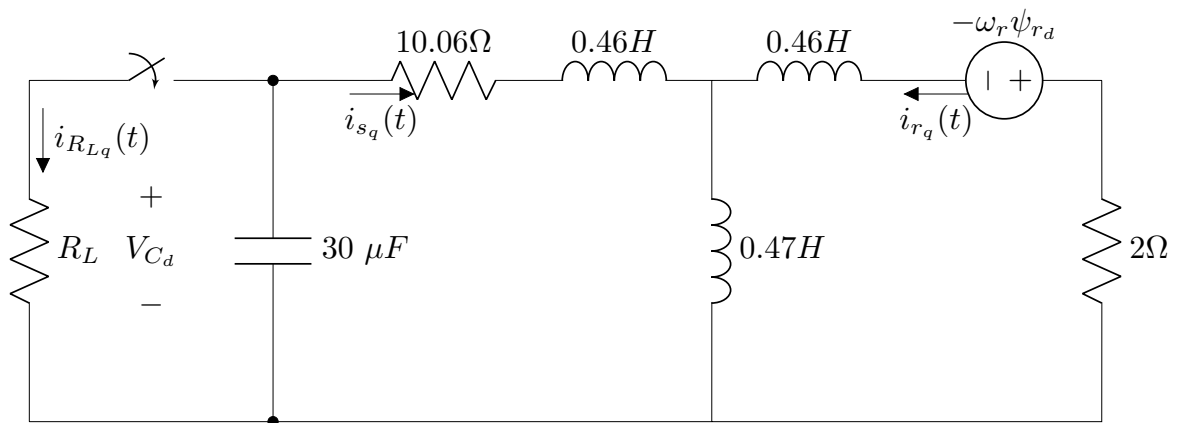 −ω_r ψ_{r_d}
10.06Ω 0.46H 0.46H
− +
i_{s_q}(t) i_{r_q}(t)
i_{R_{Lq}}(t)
+
R_L V_{C_d} 30 μF 0.47H 2Ω
−